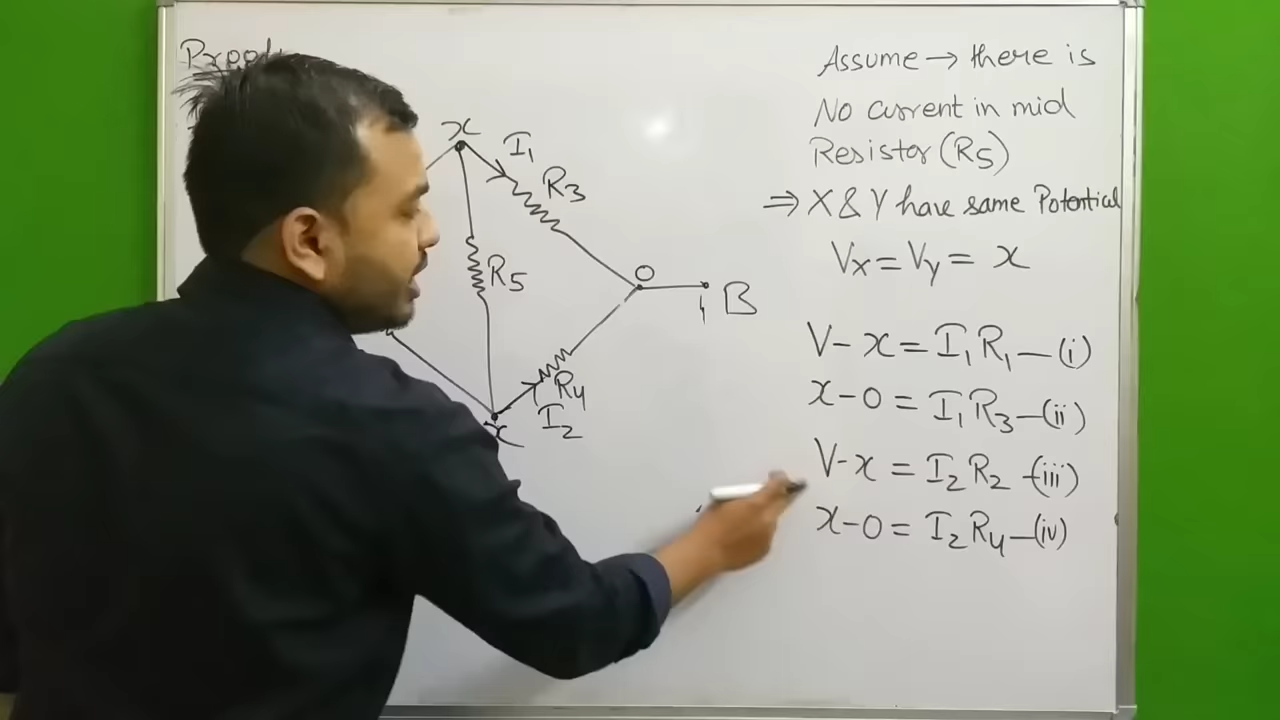 Proof
x
I₁
R₃
R₅
O
B
R₄
I₂
x
Assume → there is
No current in mid
Resistor (R₅)
⇒ X & Y have same Potential
Vx = Vy = x
V - x = I₁R₁ — (i)
x - 0 = I₁R₃ — (ii)
V - x = I₂R₂ — (iii)
x - 0 = I₂R₄ — (iv)